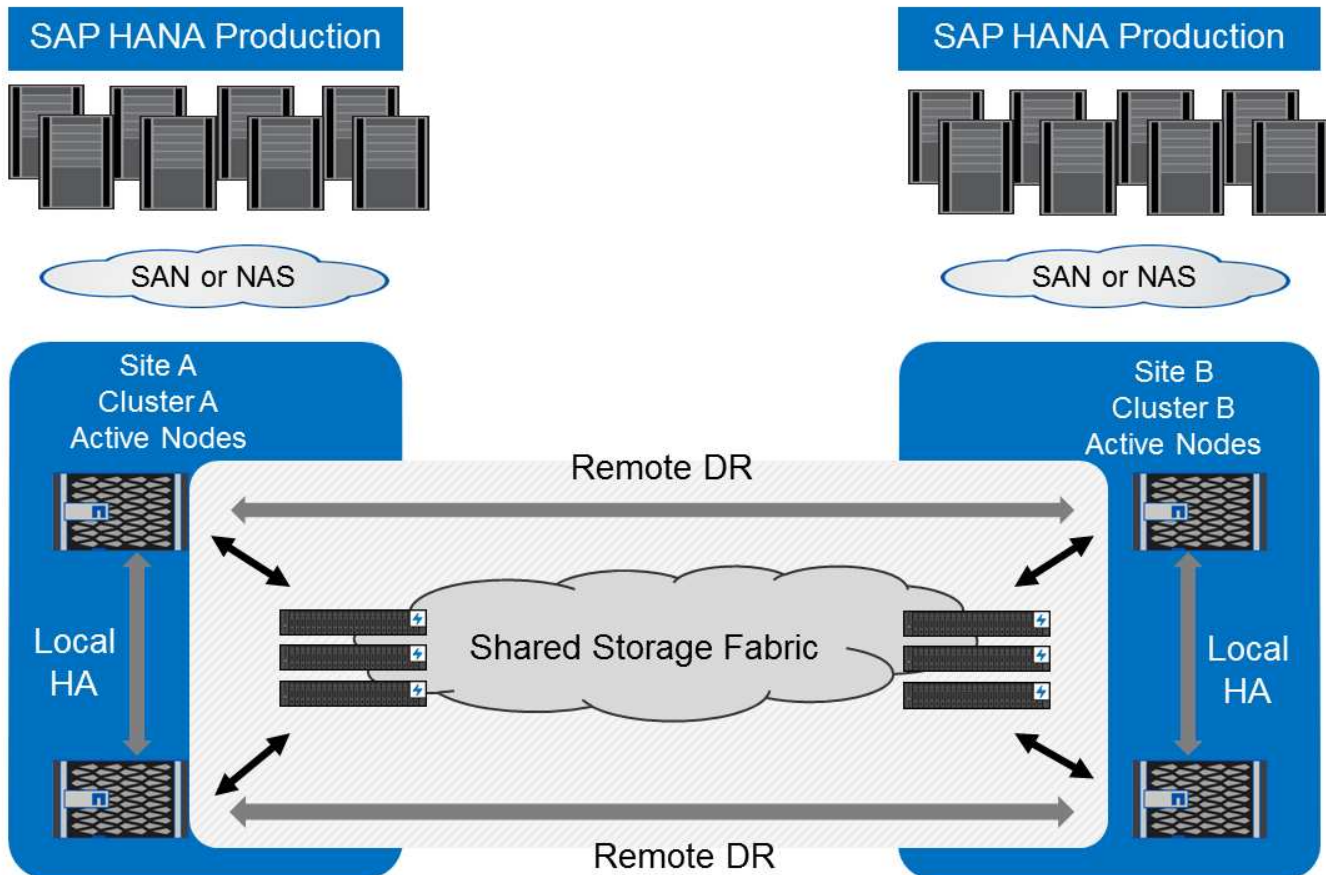 SAP HANA Production
SAP HANA Production
SAN or NAS
SAN or NAS
Site A
Cluster A
Active Nodes
Site B
Cluster B
Active Nodes
Remote DR
Shared Storage Fabric
Local
HA
Local
HA
Remote DR